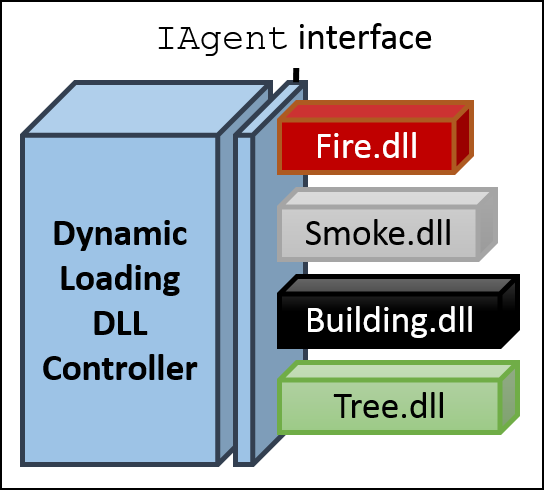 IAgent interface
Fire.dll
Dynamic
Loading
DLL
Controller
Smoke.dll
Building.dll
Tree.dll